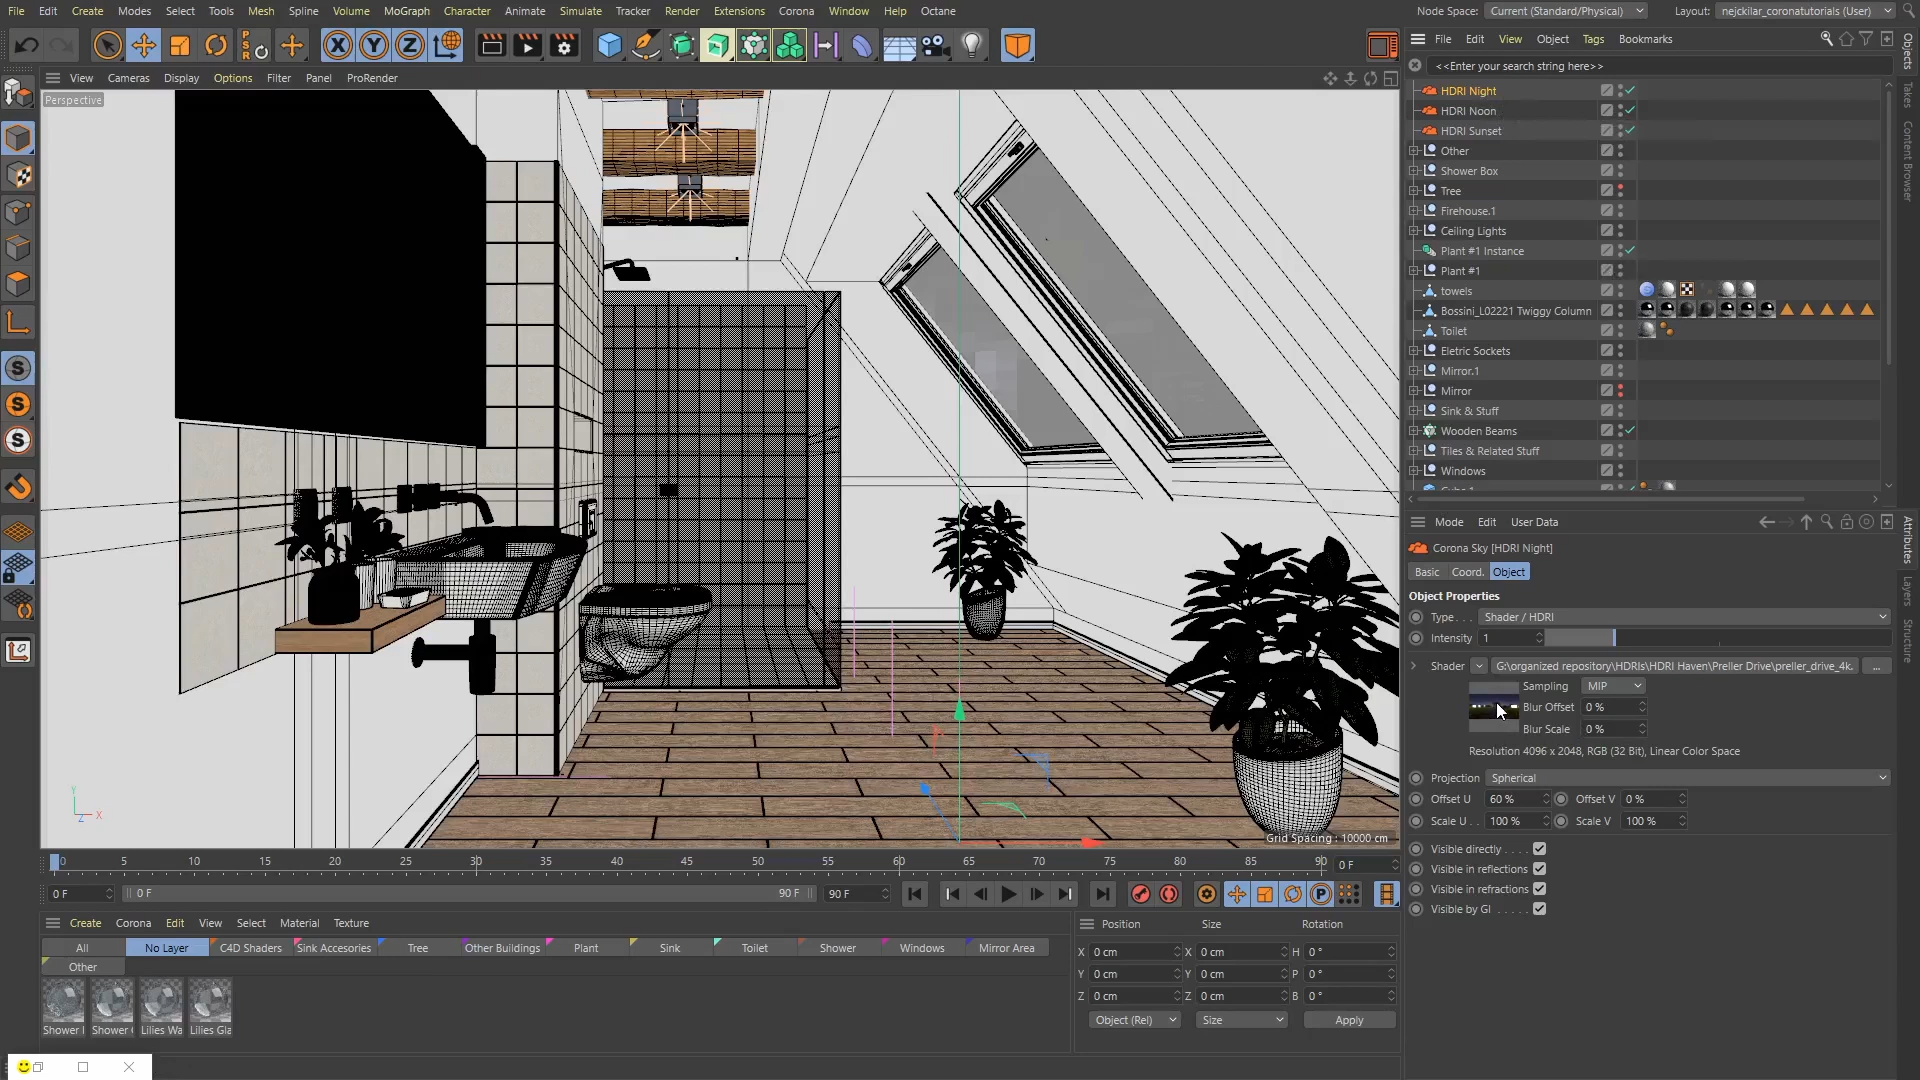 File Edit Create Modes Select Tools Mesh Spline Volume MoGraph Character Animate Simulate Tracker Render Extensions Corona Window Help Octane Node Space: Current (Standard/Physical) Layout: nejckilar_coronatutorials (User)
PSR
X Y Z
View Cameras Display Options Filter Panel ProRender
Perspective
Grid Spacing : 10000 cm
File Edit View Object Tags Bookmarks
<<Enter your search string here>>
HDRI Night
HDRI Noon
HDRI Sunset
Other
Shower Box
Tree
Firehouse.1
Ceiling Lights
Plant #1 Instance
Plant #1
towels
Bossini_L02221 Twiggy Column
Toilet
Eletric Sockets
Mirror.1
Mirror
Sink & Stuff
Wooden Beams
Tiles & Related Stuff
Windows
Objects
Takes
Content Browser
Attributes
Layers
Structure
Mode Edit User Data
Corona Sky [HDRI Night]
Basic Coord. Object
Object Properties
Type . . . Shader / HDRI
Intensity 1
Shader G:\organized repository\HDRIs\HDRI Haven\Preller Drive\preller_drive_4k. ...
Sampling MIP
Blur Offset 0 %
Blur Scale 0 %
Resolution 4096 x 2048, RGB (32 Bit), Linear Color Space
Projection Spherical
Offset U 60 % Offset V 0 %
Scale U . . 100 % Scale V 100 %
Visible directly . . . .
Visible in reflections
Visible in refractions
Visible by GI . . . . .
0 5 10 15 20 25 30 35 40 45 50 55 60 65 70 75 80 85 90 0 F
0 F 0 F 90 F 90 F
Create Corona Edit View Select Material Texture
All No Layer C4D Shaders Sink Accesories Tree Other Buildings Plant Sink Toilet Shower Windows Mirror Area
Other
Shower Shower Lilies Wa Lilies Gla
Position Size Rotation
X 0 cm X 0 cm H 0 °
Y 0 cm Y 0 cm P 0 °
Z 0 cm Z 0 cm B 0 °
Object (Rel) Size Apply